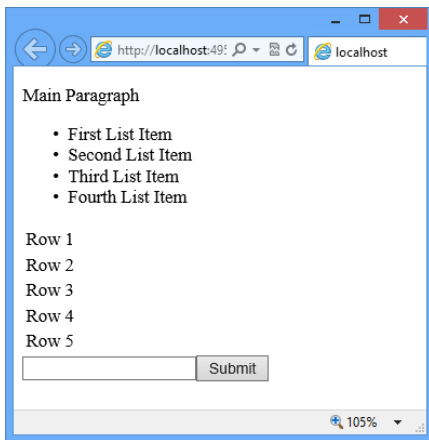 http://localhost:49
localhost
Main Paragraph
• First List Item
• Second List Item
• Third List Item
• Fourth List Item
Row 1
Row 2
Row 3
Row 4
Row 5
Submit
105%